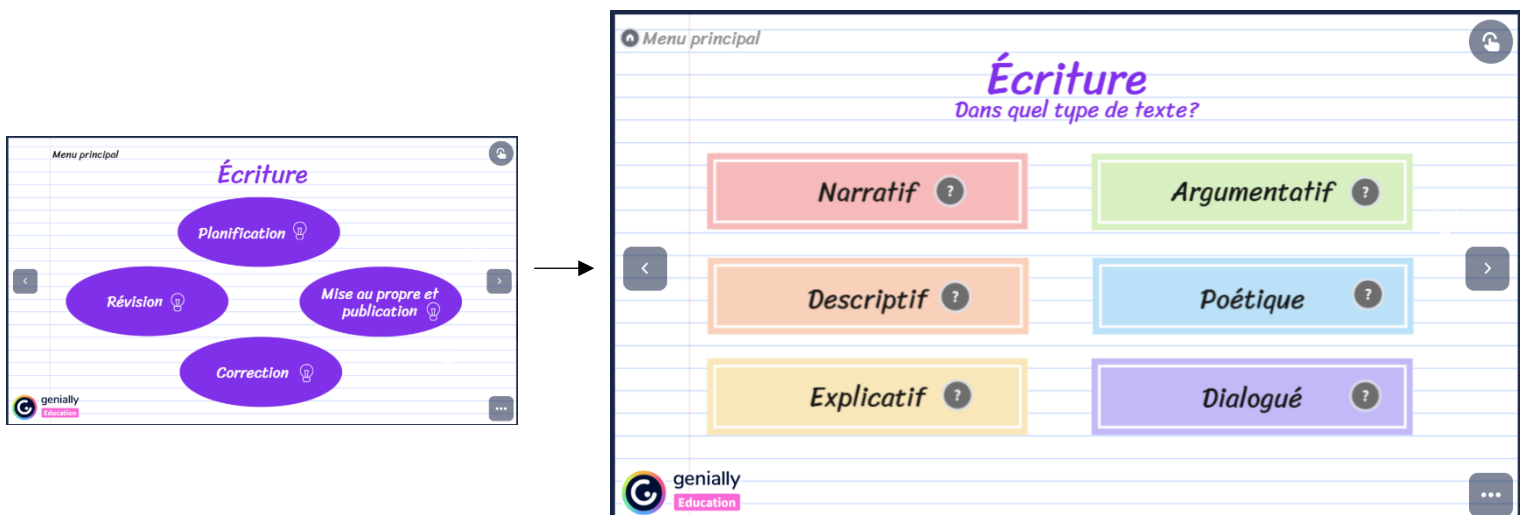 Menu principal
Écriture
Planification
Révision
Mise au propre et
publication
Correction
genially
Education
Menu principal
Écriture
Dans quel type de texte?
Narratif ?
Argumentatif ?
Descriptif ?
Poétique ?
Explicatif ?
Dialogué ?
genially
Education